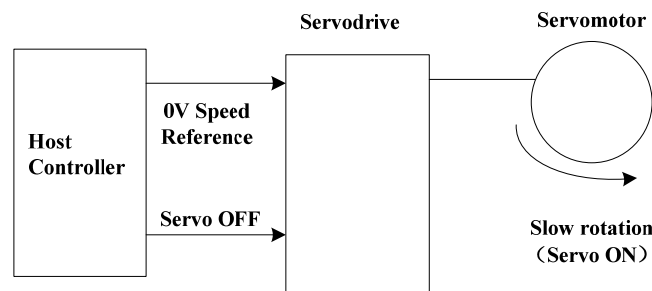 Servodrive
Servomotor
Host
Controller
0V Speed
Reference
Servo OFF
Slow rotation
（Servo ON）